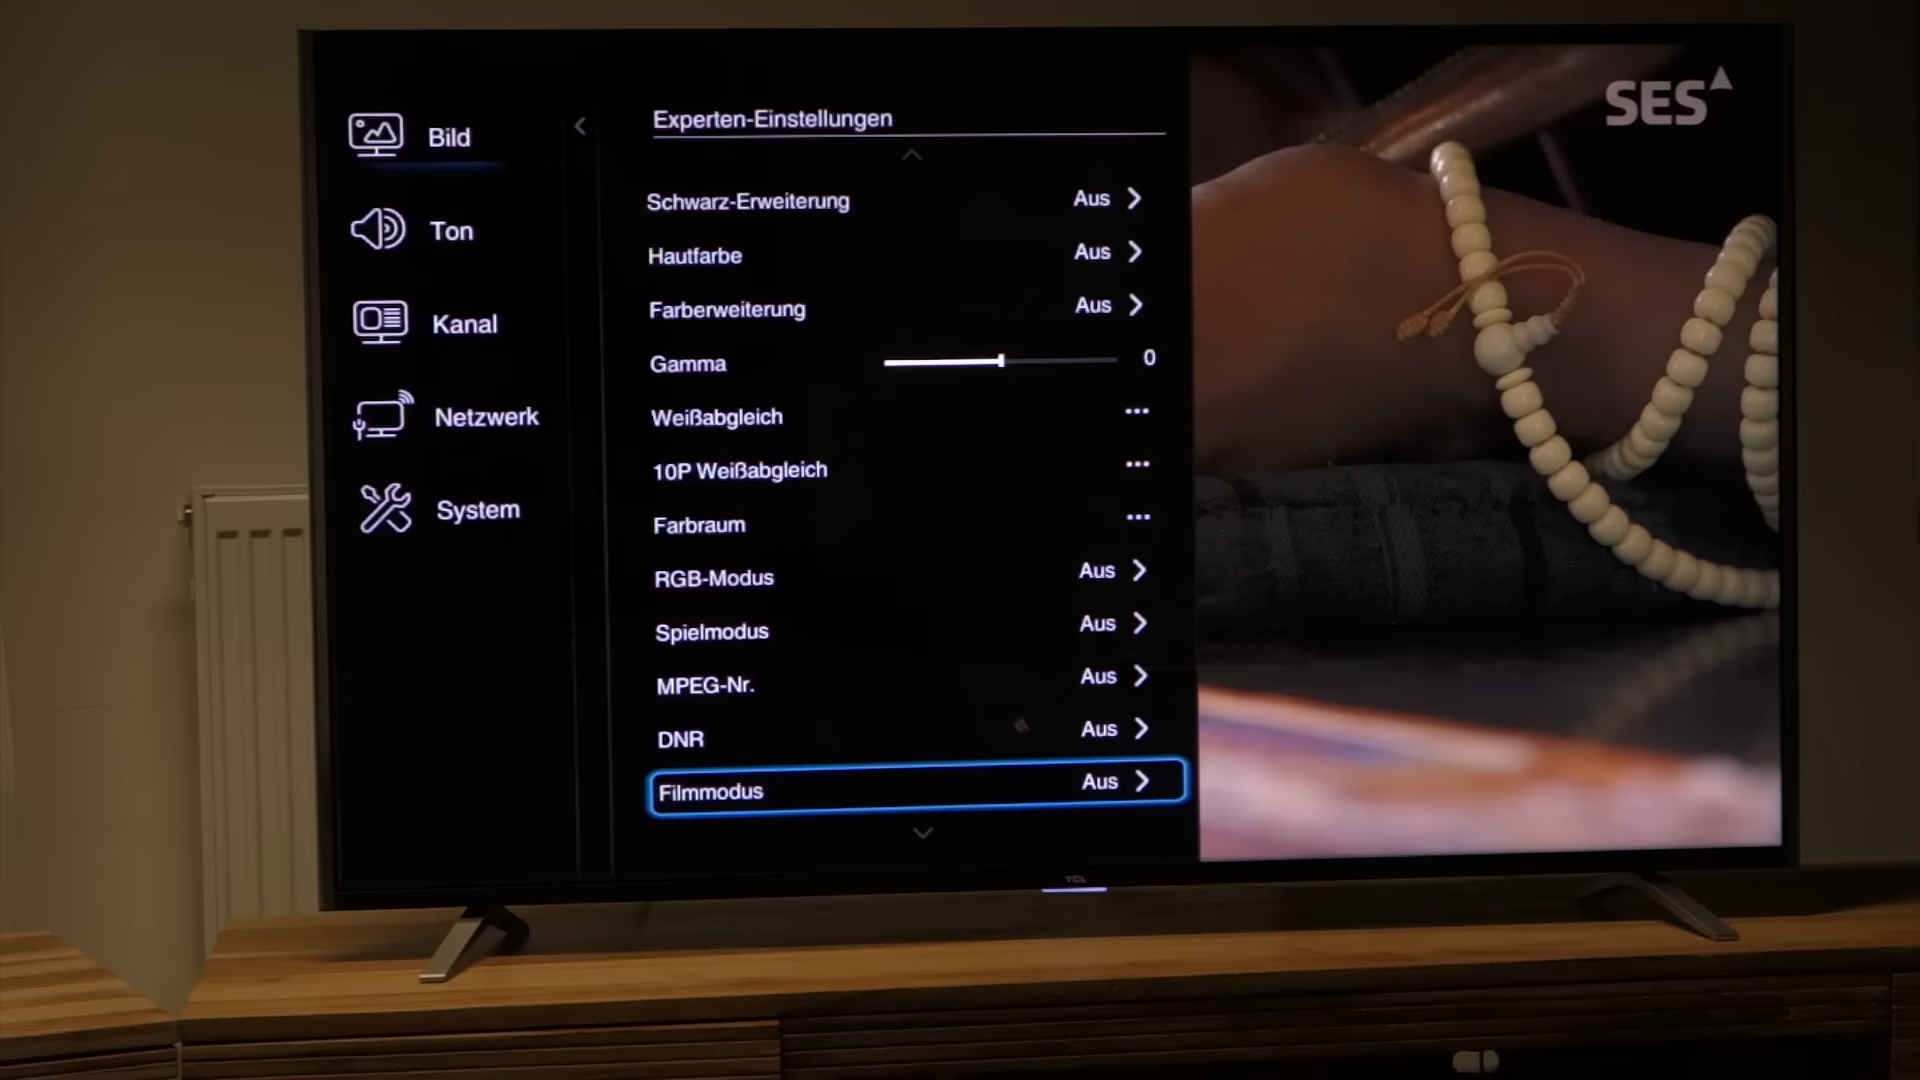 Bild
Ton
Kanal
Netzwerk
System
Experten-Einstellungen
Schwarz-Erweiterung Aus
Hautfarbe Aus
Farberweiterung Aus
Gamma 0
Weißabgleich ...
10P Weißabgleich ...
Farbraum ...
RGB-Modus Aus
Spielmodus Aus
MPEG-Nr. Aus
DNR Aus
Filmmodus Aus
SES
TCL